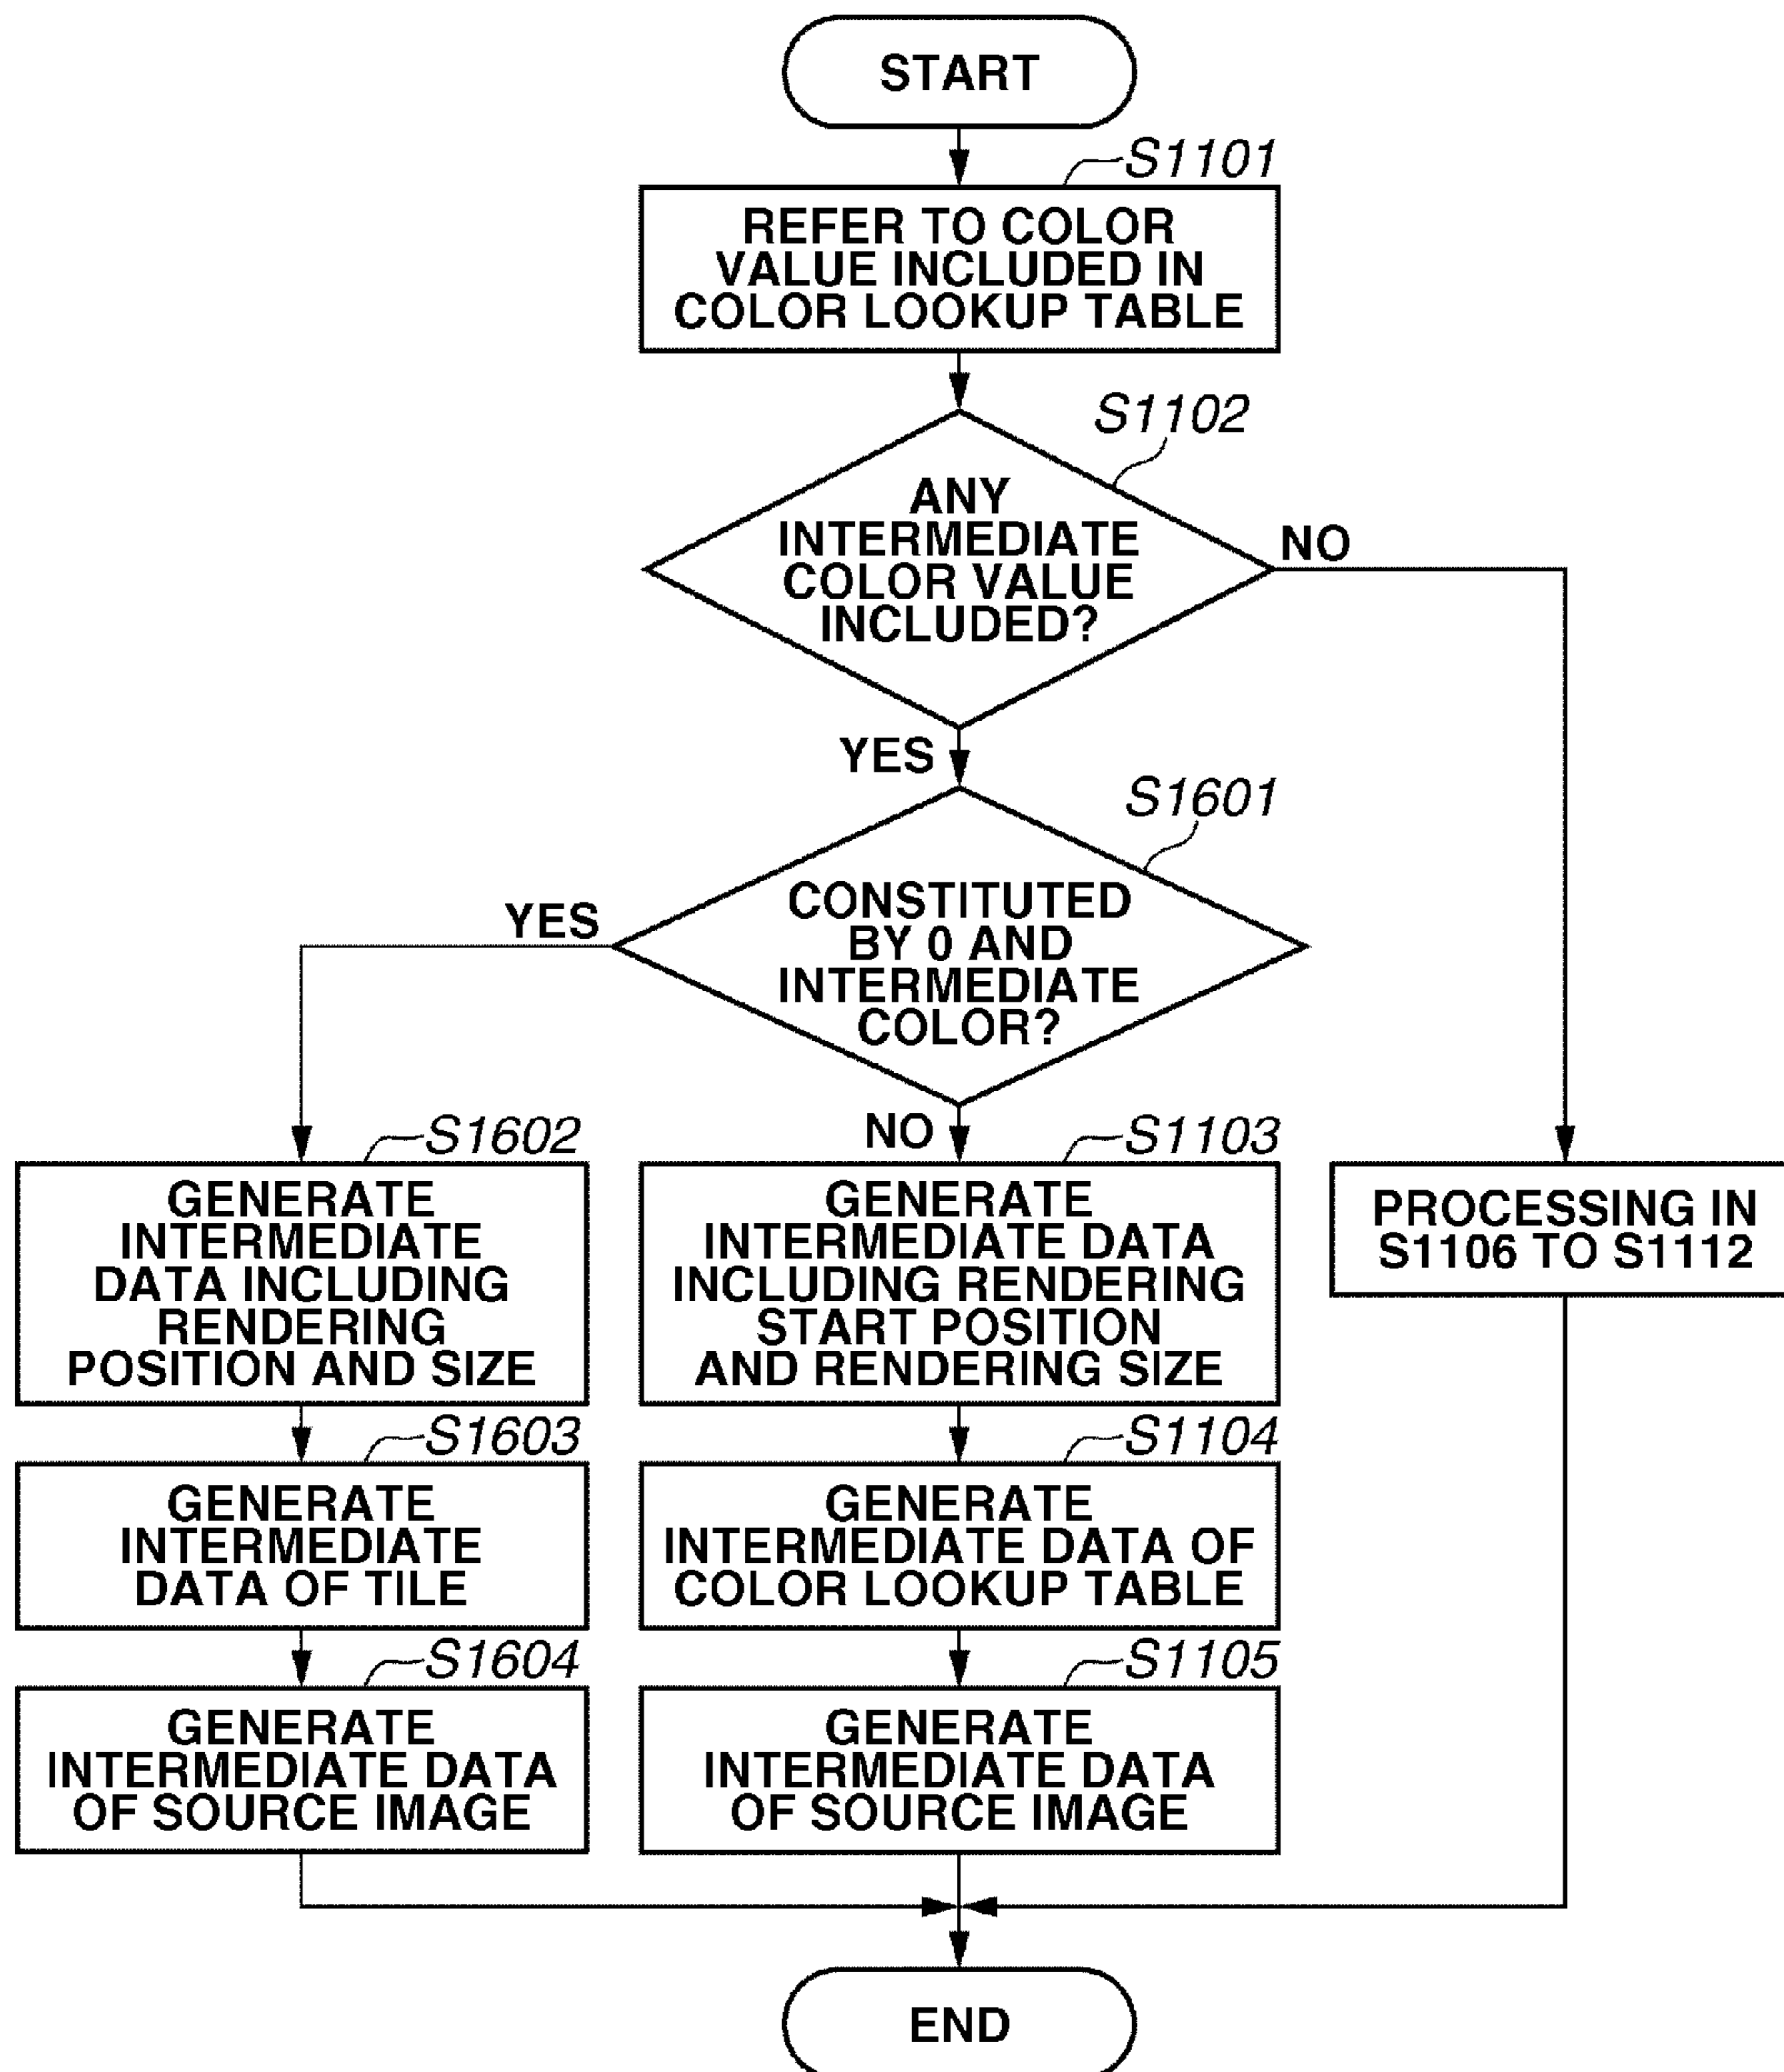 START
S1101
REFER TO COLOR
VALUE INCLUDED IN
COLOR LOOKUP TABLE
S1102
ANY
INTERMEDIATE
COLOR VALUE
INCLUDED?
NO
YES
S1601
CONSTITUTED
BY 0 AND
INTERMEDIATE
COLOR?
YES
NO
S1602
GENERATE
INTERMEDIATE
DATA INCLUDING
RENDERING
POSITION AND SIZE
S1103
GENERATE
INTERMEDIATE DATA
INCLUDING RENDERING
START POSITION
AND RENDERING SIZE
PROCESSING IN
S1106 TO S1112
S1603
GENERATE
INTERMEDIATE
DATA OF TILE
S1104
GENERATE
INTERMEDIATE DATA OF
COLOR LOOKUP TABLE
S1604
GENERATE
INTERMEDIATE DATA
OF SOURCE IMAGE
S1105
GENERATE
INTERMEDIATE DATA
OF SOURCE IMAGE
END